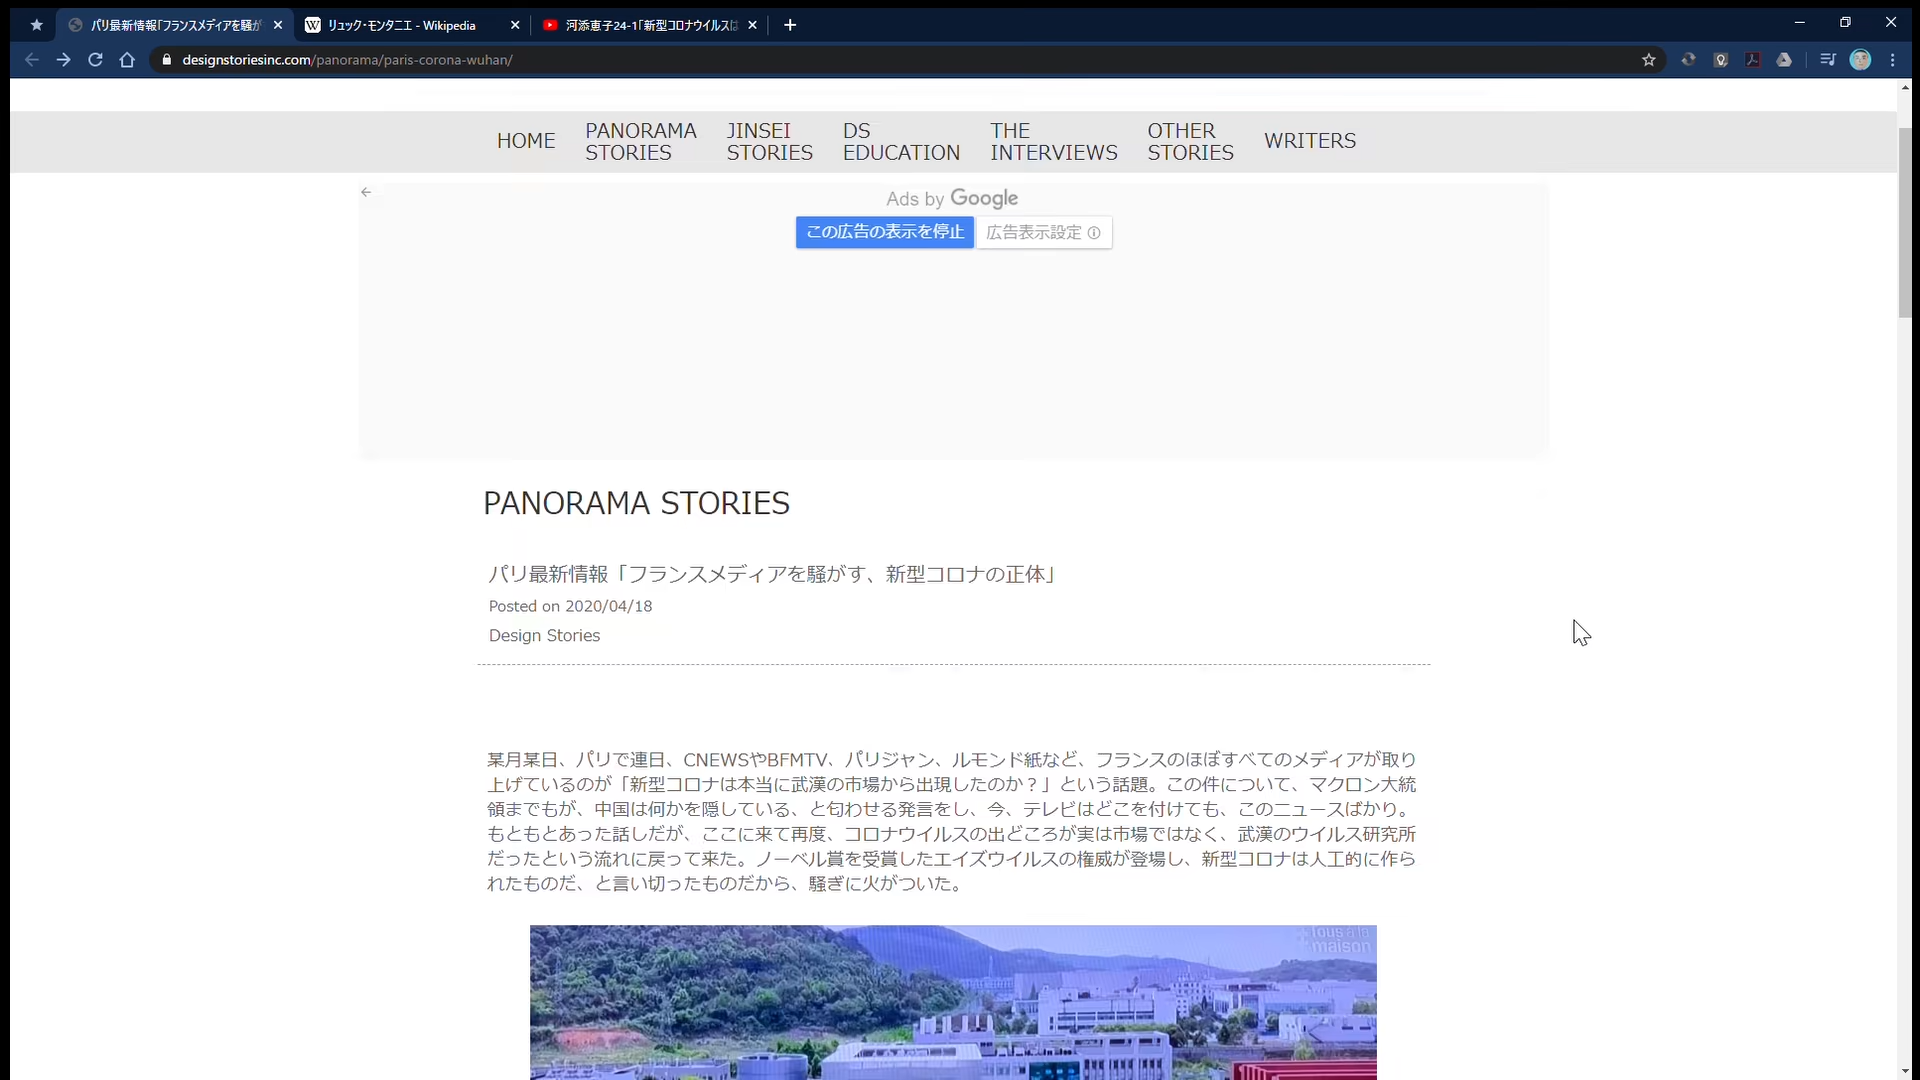 パリ最新情報「フランスメディアを騒が
リュック・モンタニエ - Wikipedia
河添恵子24-1「新型コロナウイルスは
designstoriesinc.com/panorama/paris-corona-wuhan/
HOME
PANORAMA
STORIES
JINSEI
STORIES
DS
EDUCATION
THE
INTERVIEWS
OTHER
STORIES
WRITERS
Ads by Google
この広告の表示を停止
広告表示設定
PANORAMA STORIES
パリ最新情報「フランスメディアを騒がす、新型コロナの正体」
Posted on 2020/04/18
Design Stories
某月某日、パリで連日、CNEWSやBFMTV、パリジャン、ルモンド紙など、フランスのほぼすべてのメディアが取り
上げているのが「新型コロナは本当に武漢の市場から出現したのか？」という話題。この件について、マクロン大統
領までもが、中国は何かを隠している、と匂わせる発言をし、今、テレビはどこを付けても、このニュースばかり。
もともとあった話しだが、ここに来て再度、コロナウイルスの出どころが実は市場ではなく、武漢のウイルス研究所
だったという流れに戻って来た。ノーベル賞を受賞したエイズウイルスの権威が登場し、新型コロナは人工的に作ら
れたものだ、と言い切ったものだから、騒ぎに火がついた。
Tous à la
maison